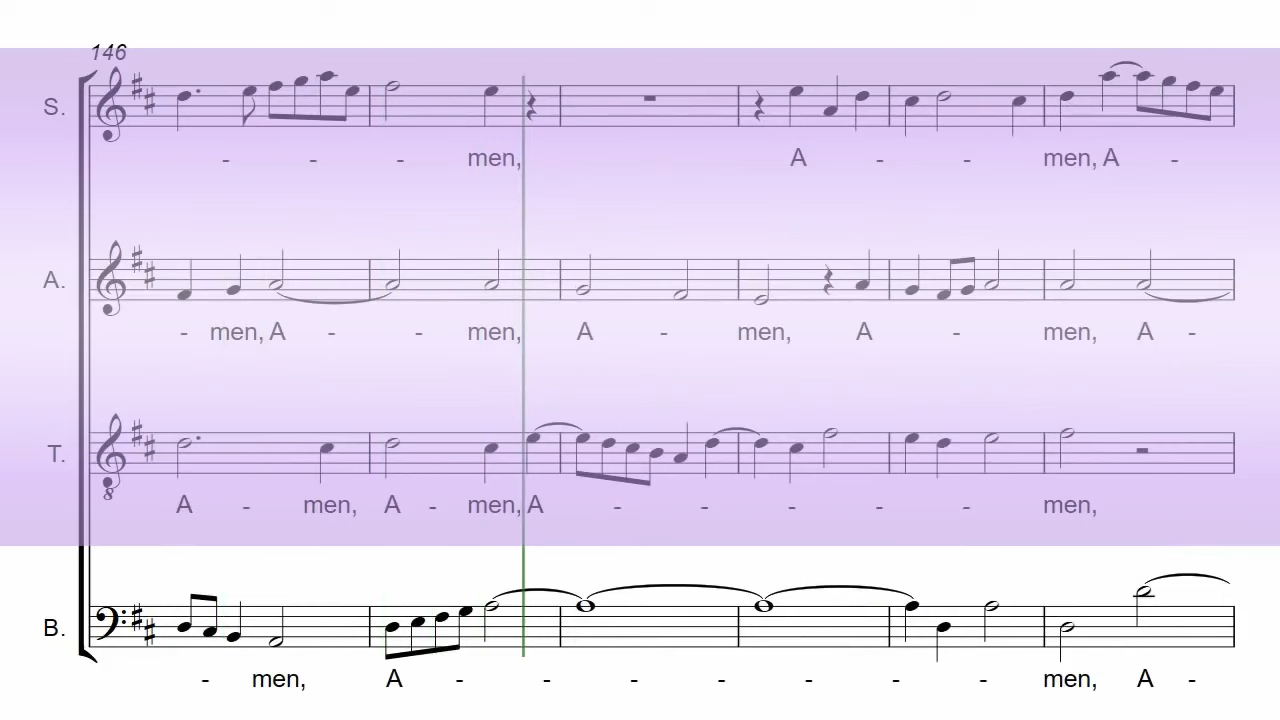 146
S.
- - - men, A - - men, A -
A.
- men, A - - men, A - men, A - men, A -
T.
8
A - men, A - men, A - - - - - men,
B.
- men, A - - - - - - - men, A -